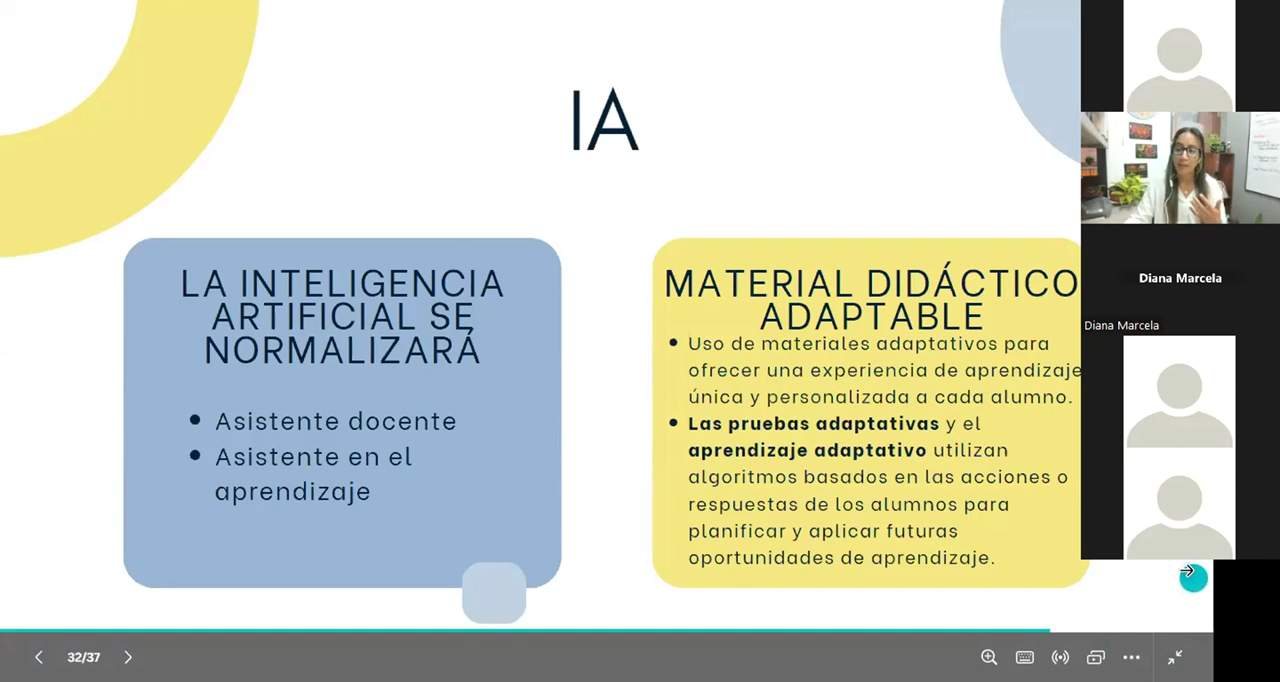 IA
LA INTELIGENCIA
ARTIFICIAL SE
NORMALIZARÁ
Asistente docente
Asistente en el
aprendizaje
MATERIAL DIDÁCTICO
ADAPTABLE
Uso de materiales adaptativos para
ofrecer una experiencia de aprendizaje
única y personalizada a cada alumno.
Las pruebas adaptativas y el
aprendizaje adaptativo utilizan
algoritmos basados en las acciones o
respuestas de los alumnos para
planificar y aplicar futuras
oportunidades de aprendizaje.
Diana Marcela
Diana Marcela
32/37